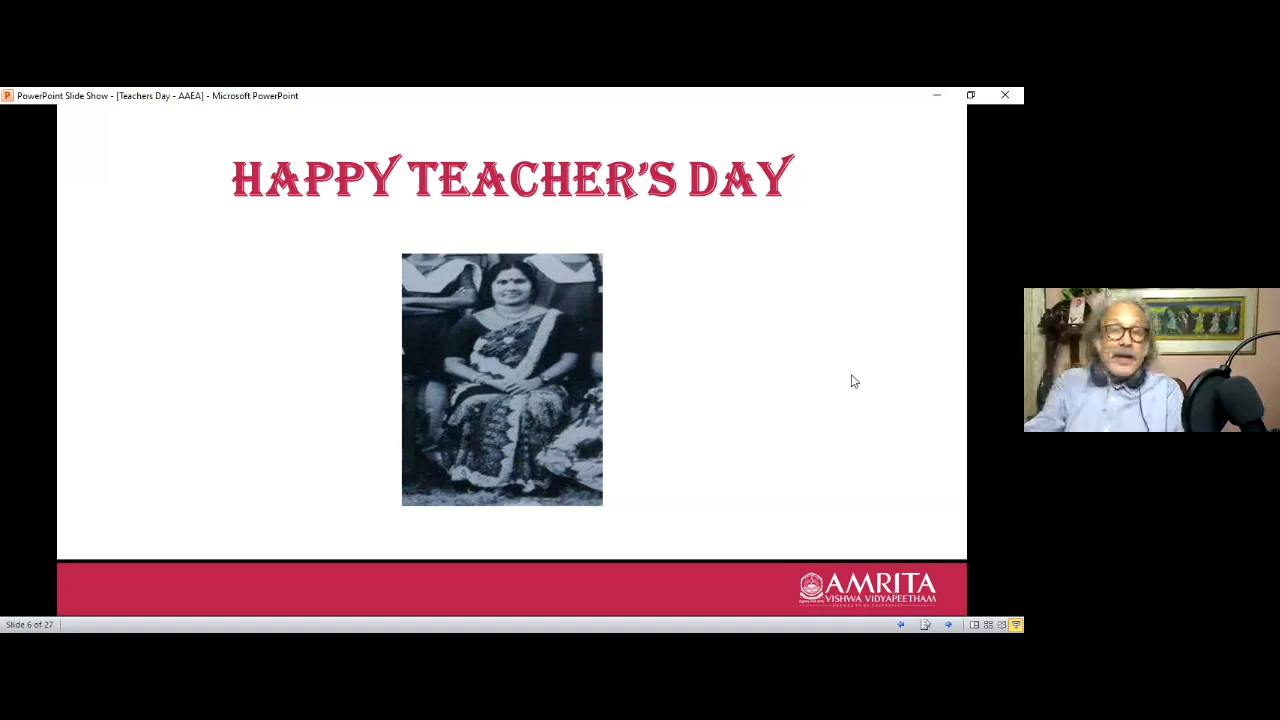 PowerPoint Slide Show - [Teachers Day - AAEA] - Microsoft PowerPoint
HAPPY TEACHER'S DAY
AMRITA
VISHWA VIDYAPEETHAM
Slide 6 of 27